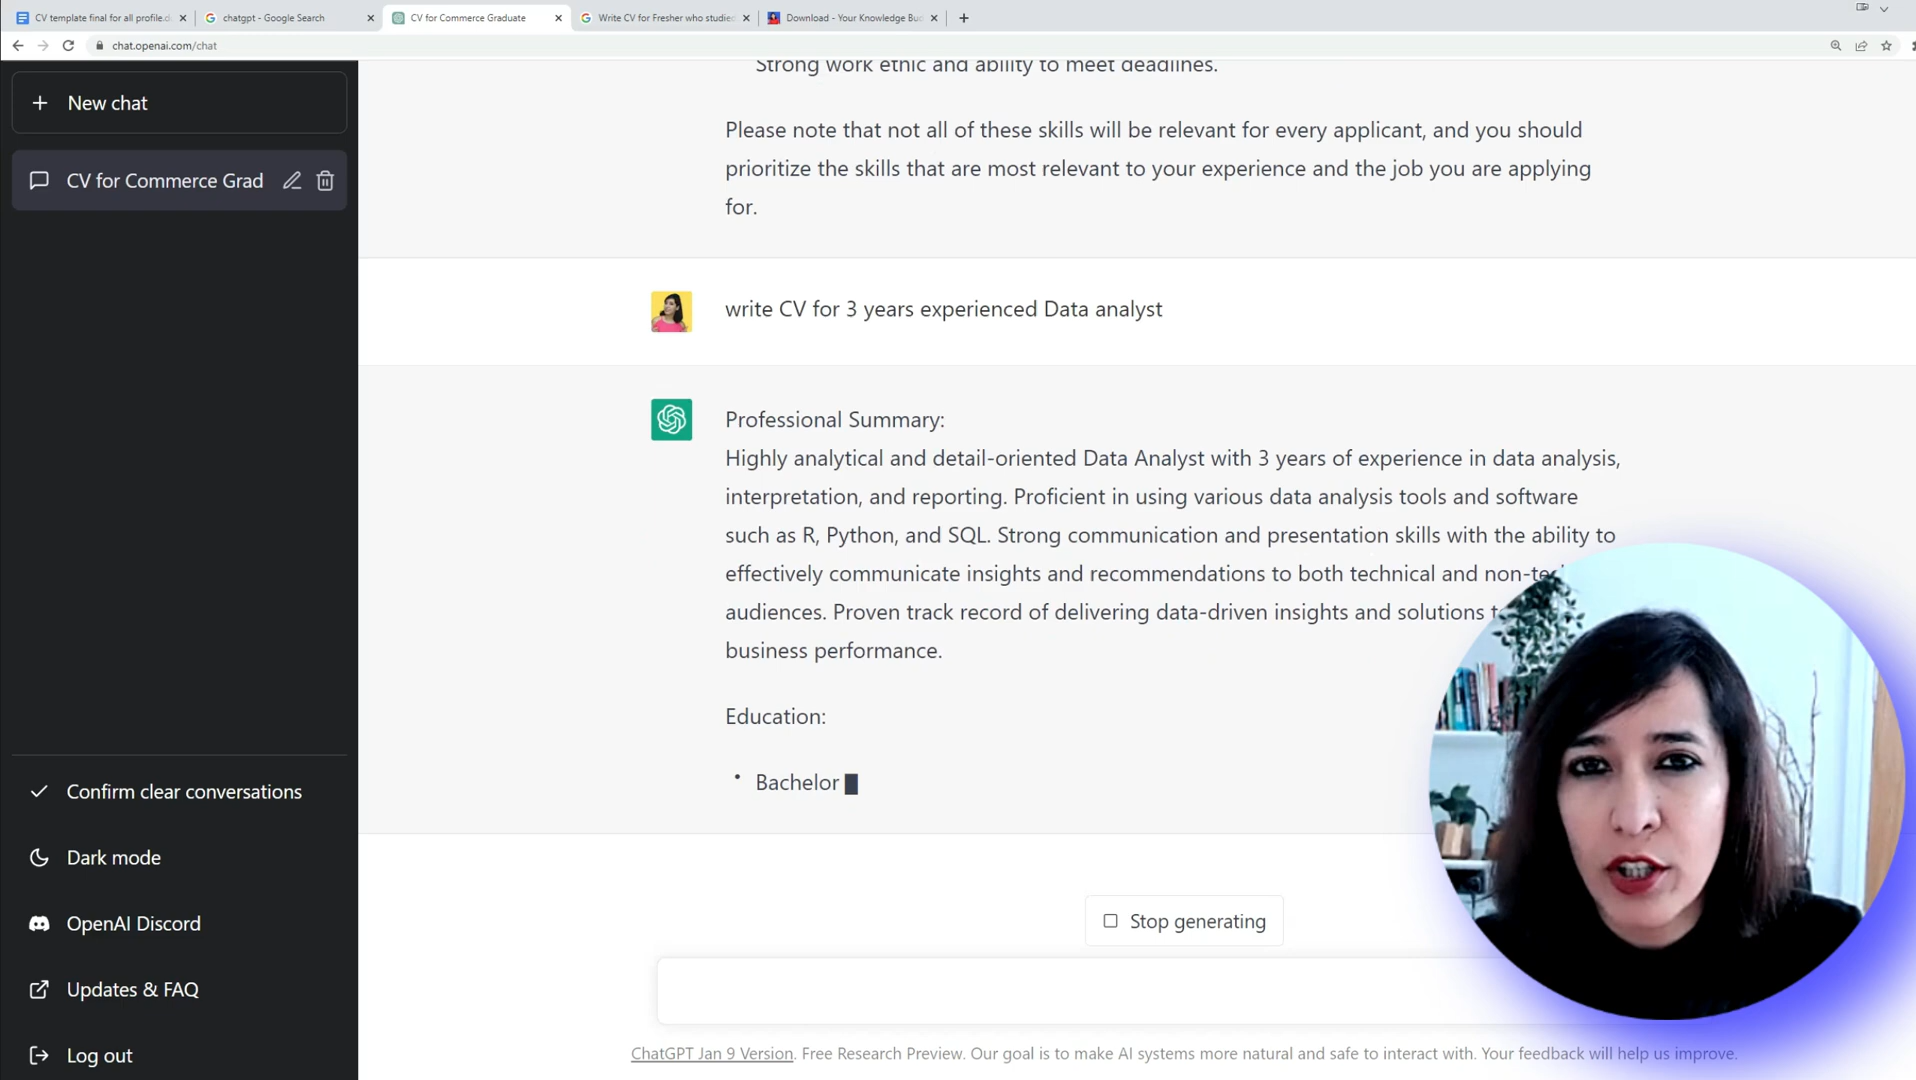 CV template final for all profile.d
chatgpt - Google Search
CV for Commerce Graduate
Write CV for Fresher who studied
Download - Your Knowledge Bu
chat.openai.com/chat
New chat
CV for Commerce Grad
Strong work ethic and ability to meet deadlines.
Please note that not all of these skills will be relevant for every applicant, and you should
prioritize the skills that are most relevant to your experience and the job you are applying
for.
write CV for 3 years experienced Data analyst
Professional Summary:
Highly analytical and detail-oriented Data Analyst with 3 years of experience in data analysis,
interpretation, and reporting. Proficient in using various data analysis tools and software
such as R, Python, and SQL. Strong communication and presentation skills with the ability to
effectively communicate insights and recommendations to both technical and non-te
audiences. Proven track record of delivering data-driven insights and solutions
business performance.
Education:
• Bachelor
Confirm clear conversations
Dark mode
OpenAI Discord
Updates & FAQ
Log out
Stop generating
ChatGPT Jan 9 Version. Free Research Preview. Our goal is to make AI systems more natural and safe to interact with. Your feedback will help us improve.